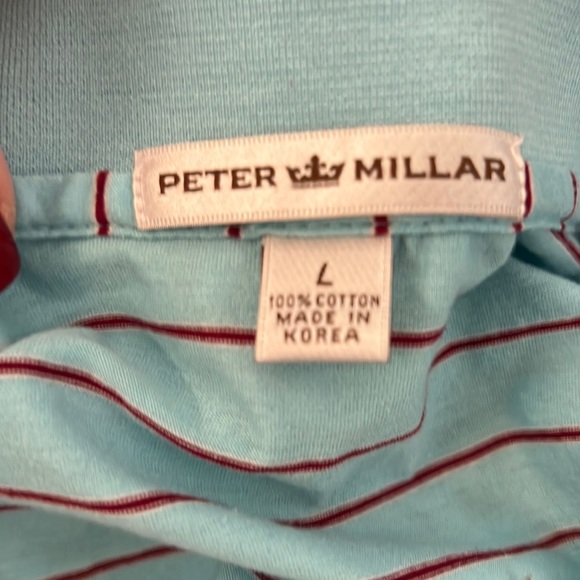 PETER MILLAR
L
100% COTTON
MADE IN
KOREA